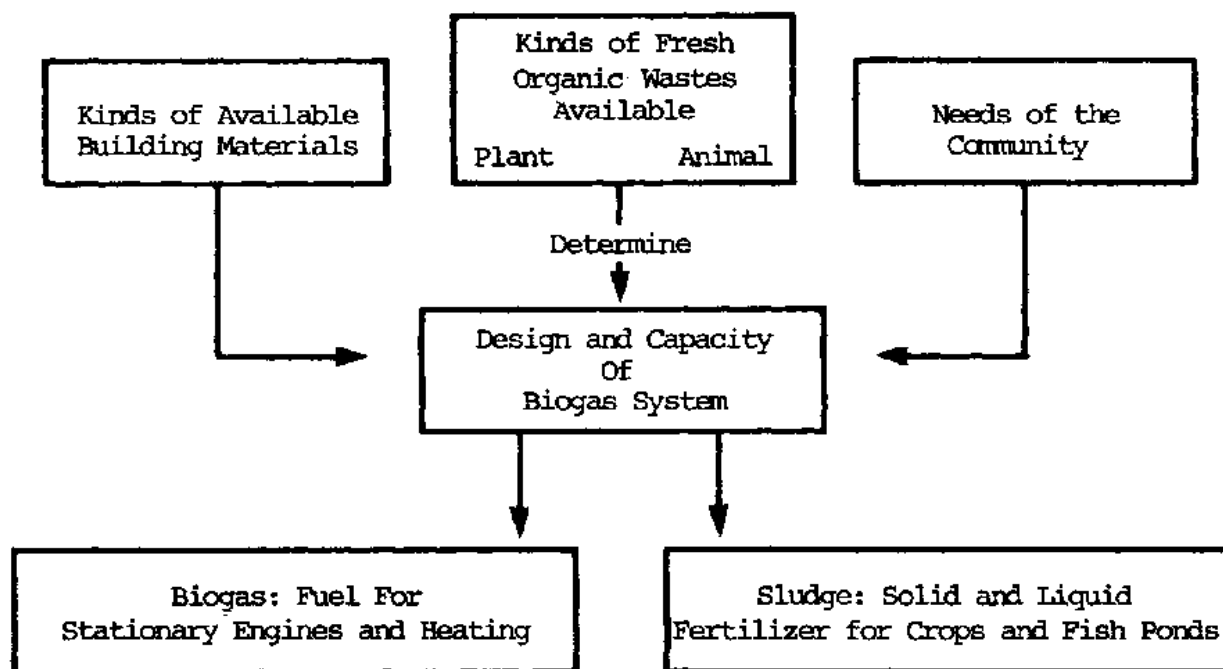 Kinds of Available
Building Materials
Kinds of Fresh
Organic Wastes
Available
Plant Animal
Needs of the
Community
Determine
Design and Capacity
Of
Biogas System
Biogas: Fuel For
Stationary Engines and Heating
Sludge: Solid and Liquid
Fertilizer for Crops and Fish Ponds